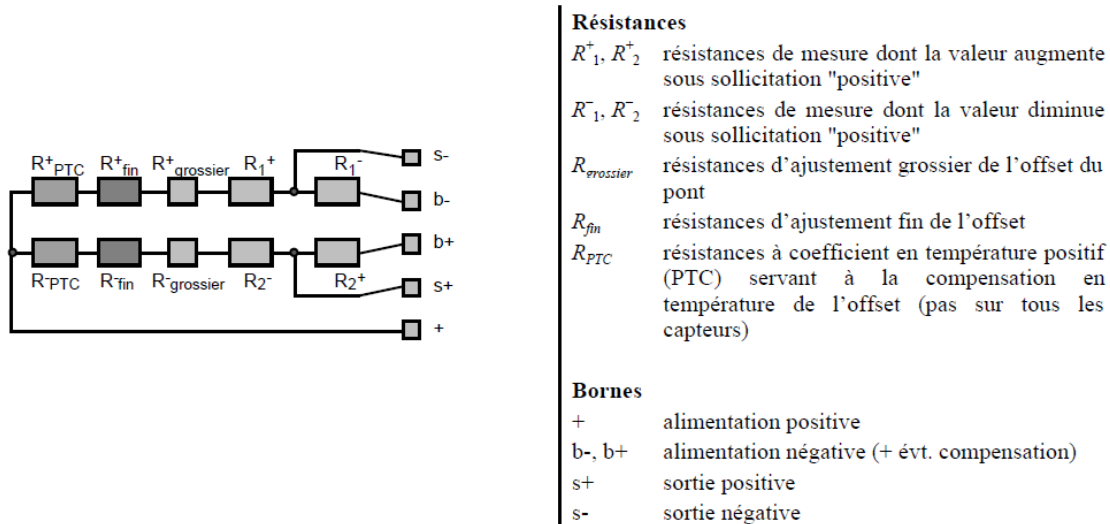 R⁺PTC R⁺fin R⁺grossier R₁⁺ R₁⁻ s-
b-
b+
R⁻PTC R⁻fin R⁻grossier R₂⁻ R₂⁺ s+
+
Résistances
R⁺₁, R⁺₂ résistances de mesure dont la valeur augmente
sous sollicitation "positive"
R⁻₁, R⁻₂ résistances de mesure dont la valeur diminue
sous sollicitation "positive"
Rgrossier résistances d’ajustement grossier de l’offset du
pont
Rfin résistances d’ajustement fin de l’offset
RPTC résistances à coefficient en température positif
(PTC) servant à la compensation en
température de l’offset (pas sur tous les
capteurs)
Bornes
+ alimentation positive
b-, b+ alimentation négative (+ évt. compensation)
s+ sortie positive
s- sortie négative